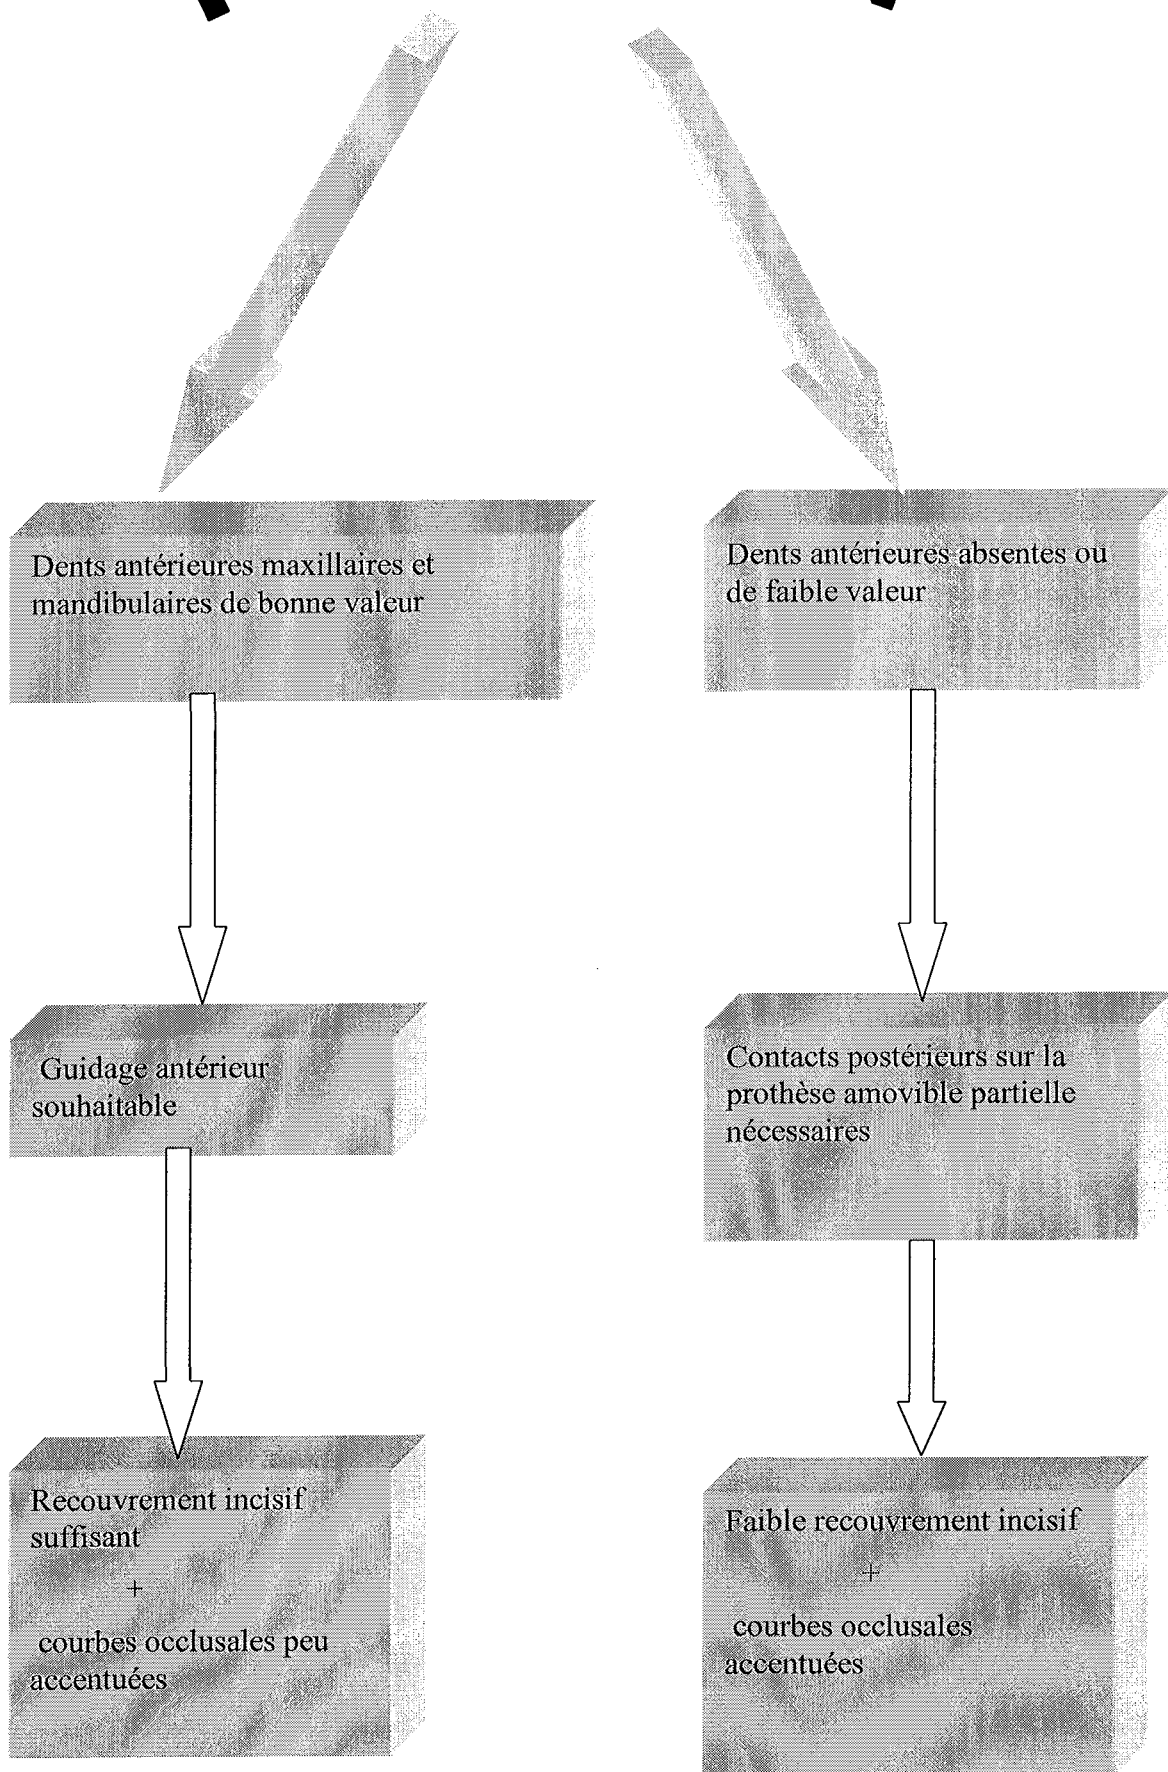 Dents antérieures maxillaires et
mandibulaires de bonne valeur
Dents antérieures absentes ou
de faible valeur
Guidage antérieur
souhaitable
Contacts postérieurs sur la
prothèse amovible partielle
nécessaires
Recouvrement incisif
suffisant
+
courbes occlusales peu
accentuées
Faible recouvrement incisif
+
courbes occlusales
accentuées